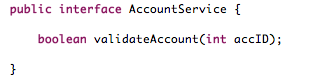 public interface AccountService {
boolean validateAccount(int accID);
}